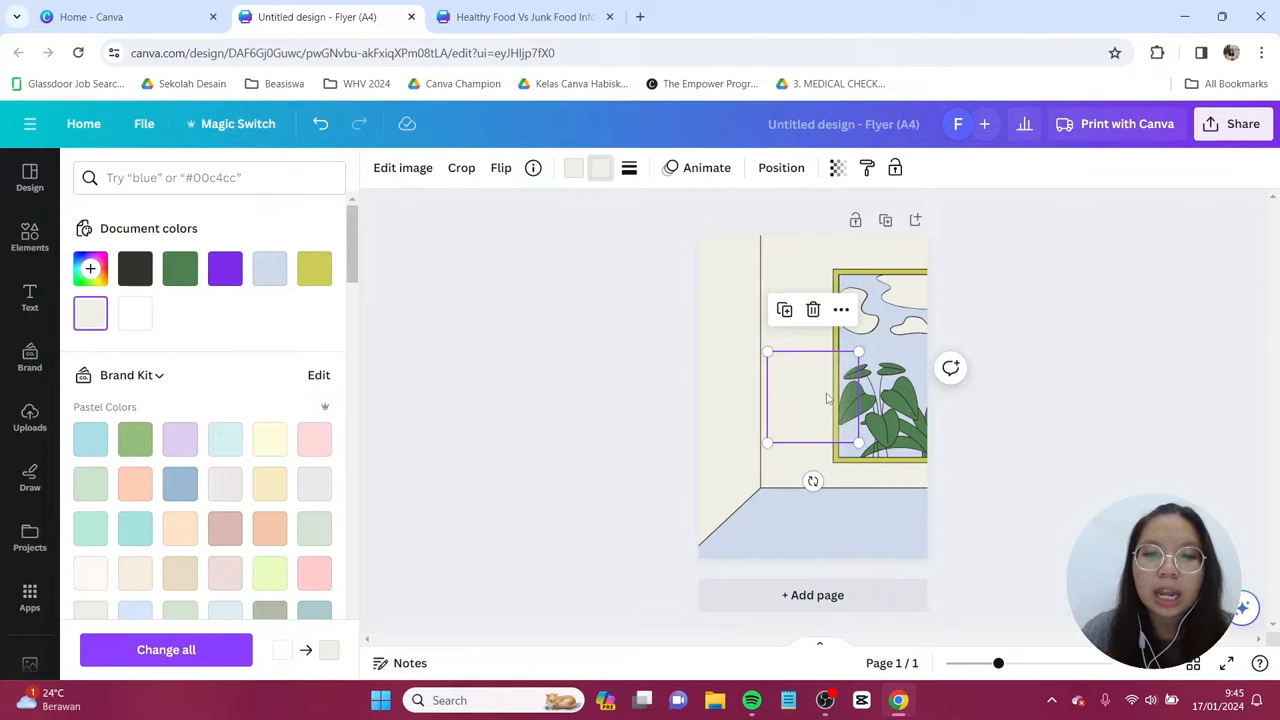 Home - Canva
Untitled design - Flyer (A4)
Healthy Food Vs Junk Food Inf
canva.com/design/DAF6Gj0Guwc/pwGNvbu-akFxiqXPm08tLA/edit?ui=eyJHIjp7fX0
Glassdoor Job Sear...
Sekolah Desain
Beasiswa
WHV 2024
Canva Champion
Kelas Canva Habisk...
The Empower Progr...
3. MEDICAL CHECK...
All Bookmarks
Home
File
Magic Switch
Untitled design - Flyer (A4)
F
Print with Canva
Share
Design
Elements
Text
Brand
Uploads
Draw
Projects
Apps
Try "blue" or "#00c4cc"
Edit image
Crop
Flip
Animate
Position
Document colors
Brand Kit
Edit
Pastel Colors
Change all
+ Add page
Notes
Page 1 / 1
1
24°C
Berawan
Search
PRE
9:45
17/01/2024